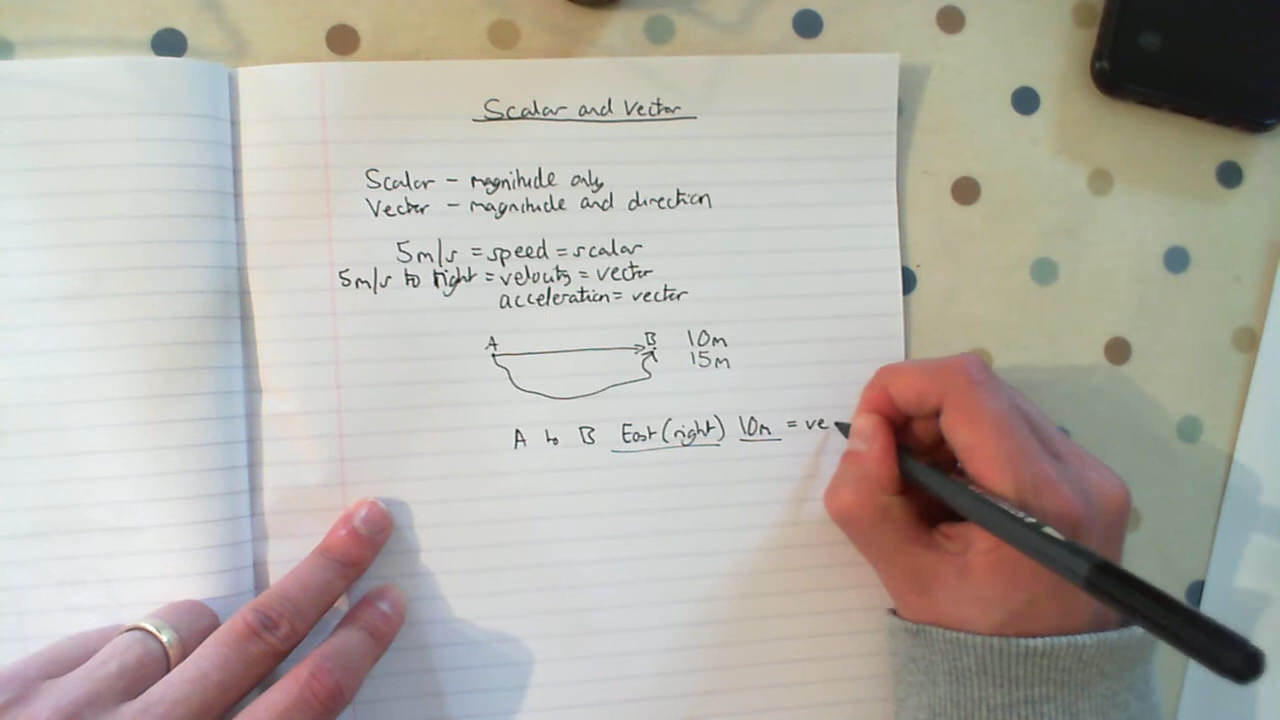 Scalar and Vector
Scalar - magnitude only
Vector - magnitude and direction
5m/s = speed = scalar
5m/s to right = velocity = vector
acceleration = vector
A B 10m
15m
A to B East (right) 10m = ve